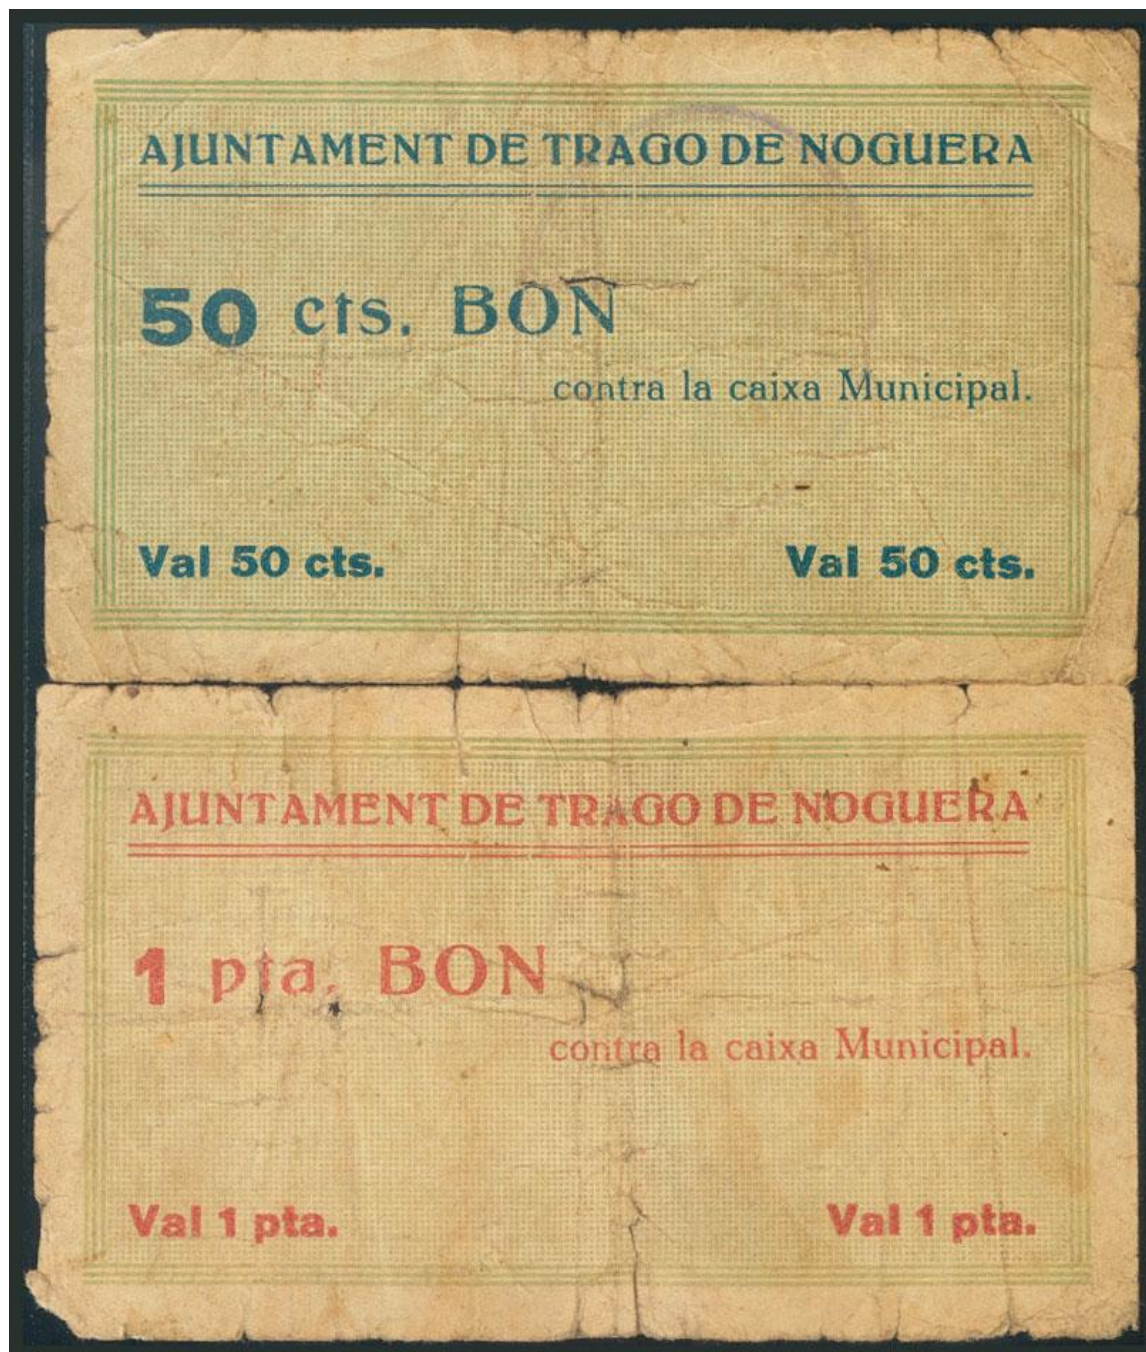 AJUNTAMENT DE TRAGO DE NOGUERA
50 cts. BON
contra la caixa Municipal.
Val 50 cts. Val 50 cts.
AJUNTAMENT DE TRAGO DE NOGUERA
1 pta. BON
contra la caixa Municipal.
Val 1 pta. Val 1 pta.